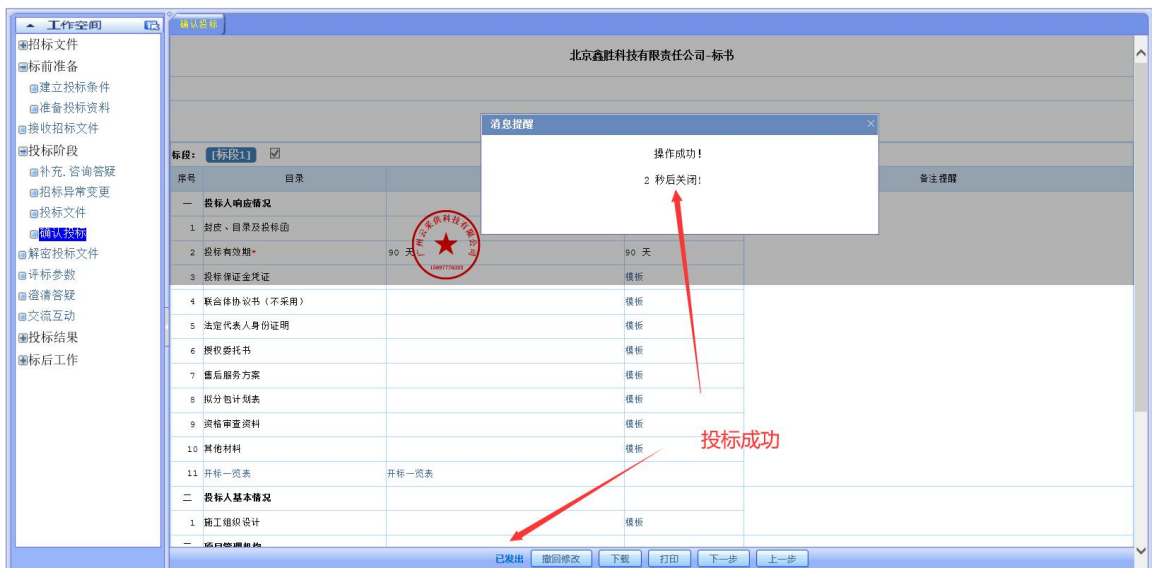 工作空间
招标文件
标前准备
建立投标条件
准备投标资料
接收招标文件
投标阶段
补充.咨询答疑
招标异常变更
投标文件
确认投标
解密投标文件
评标参数
澄清答疑
交流互动
投标结果
标后工作
确认投标
北京鑫胜科技有限责任公司-标书
消息提醒
操作成功!
2 秒后关闭!
标段: [标段1]
序号 目录 备注提醒
一 投标人响应情况
1 封皮、目录及投标函
2 投标有效期* 90 天 90 天
3 投标保证金凭证 模板
广州云采供科技有限公司
4 联合体协议书(不采用) 模板
5 法定代表人身份证明 模板
6 授权委托书 模板
7 售后服务方案 模板
8 拟分包计划表 模板
9 资格审查资料 模板
10 其他材料 模板
11 开标一览表 开标一览表
二 投标人基本情况
1 施工组织设计 模板
投标成功
已发出 撤回修改 下载 打印 下一步 上一步